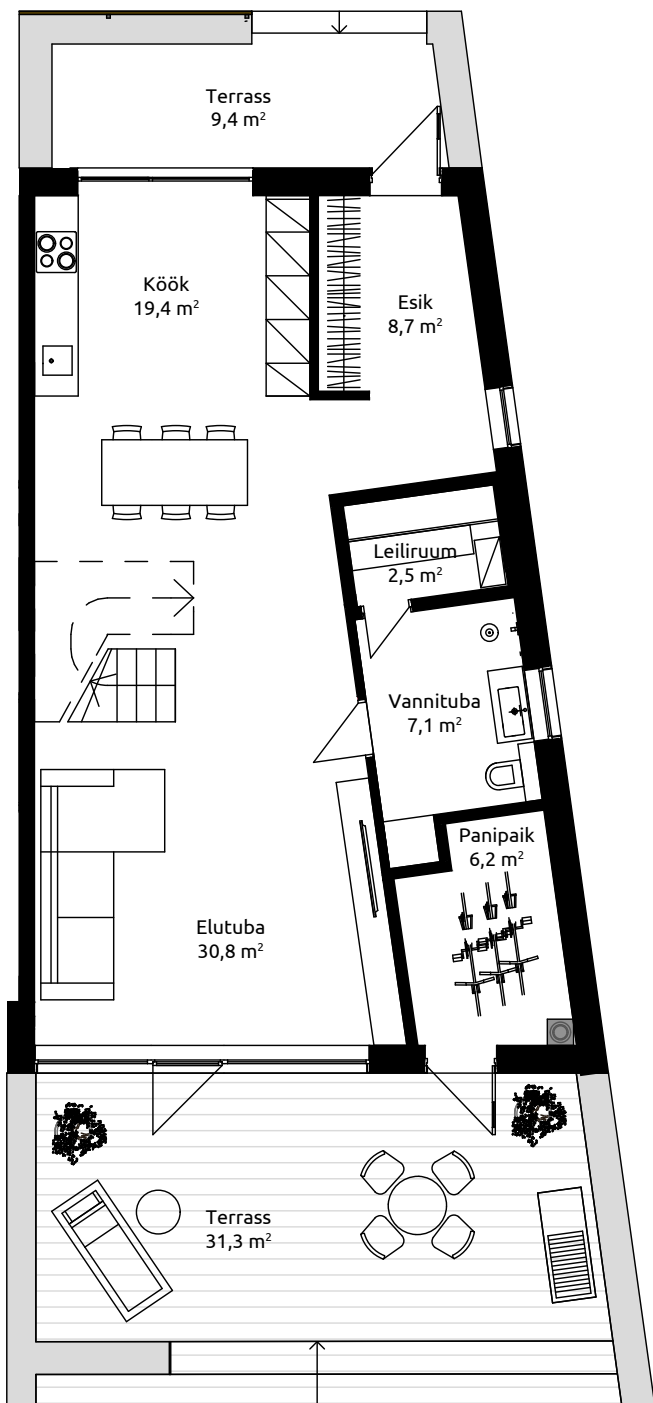 Terrass
9,4 m²
Köök
19,4 m²
Esik
8,7 m²
Leiliruum
2,5 m²
Vannituba
7,1 m²
Panipaik
6,2 m²
Elutuba
30,8 m²
Terrass
31,3 m²